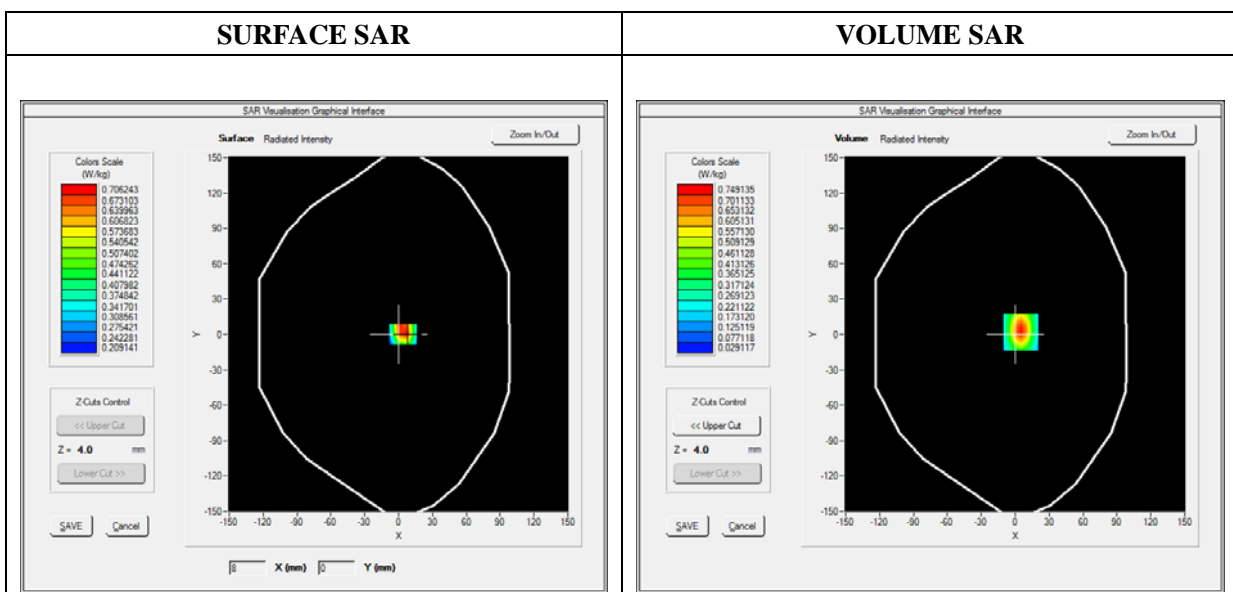 SURFACE SAR
VOLUME SAR
SAR Visualisation Graphical Interface
Surface Radiated Intensity
Zoom In/Out
Colors Scale
(W/kg)
0.706243
0.673103
0.639963
0.606823
0.573683
0.540542
0.507402
0.474262
0.441122
0.407982
0.374842
0.341701
0.308561
0.275421
0.242281
0.209141
150
120
90
60
30
0
-30
-60
-90
-120
-150
Y
-150 -120 -90 -60 -30 0 30 60 90 120 150
X
Z-Cuts Control
<< Upper Cut
Z = 4.0 mm
Lower Cut >>
SAVE Cancel
8 X (mm) 0 Y (mm)
SAR Visualisation Graphical Interface
Volume Radiated Intensity
Zoom In/Out
Colors Scale
(W/kg)
0.749135
0.701133
0.653132
0.605131
0.557130
0.509129
0.461128
0.413126
0.365125
0.317124
0.269123
0.221122
0.173120
0.125119
0.077118
0.029117
150
120
90
60
30
0
-30
-60
-90
-120
-150
Y
-150 -120 -90 -60 -30 0 30 60 90 120 150
X
Z-Cuts Control
<< Upper Cut
Z = 4.0 mm
Lower Cut >>
SAVE Cancel